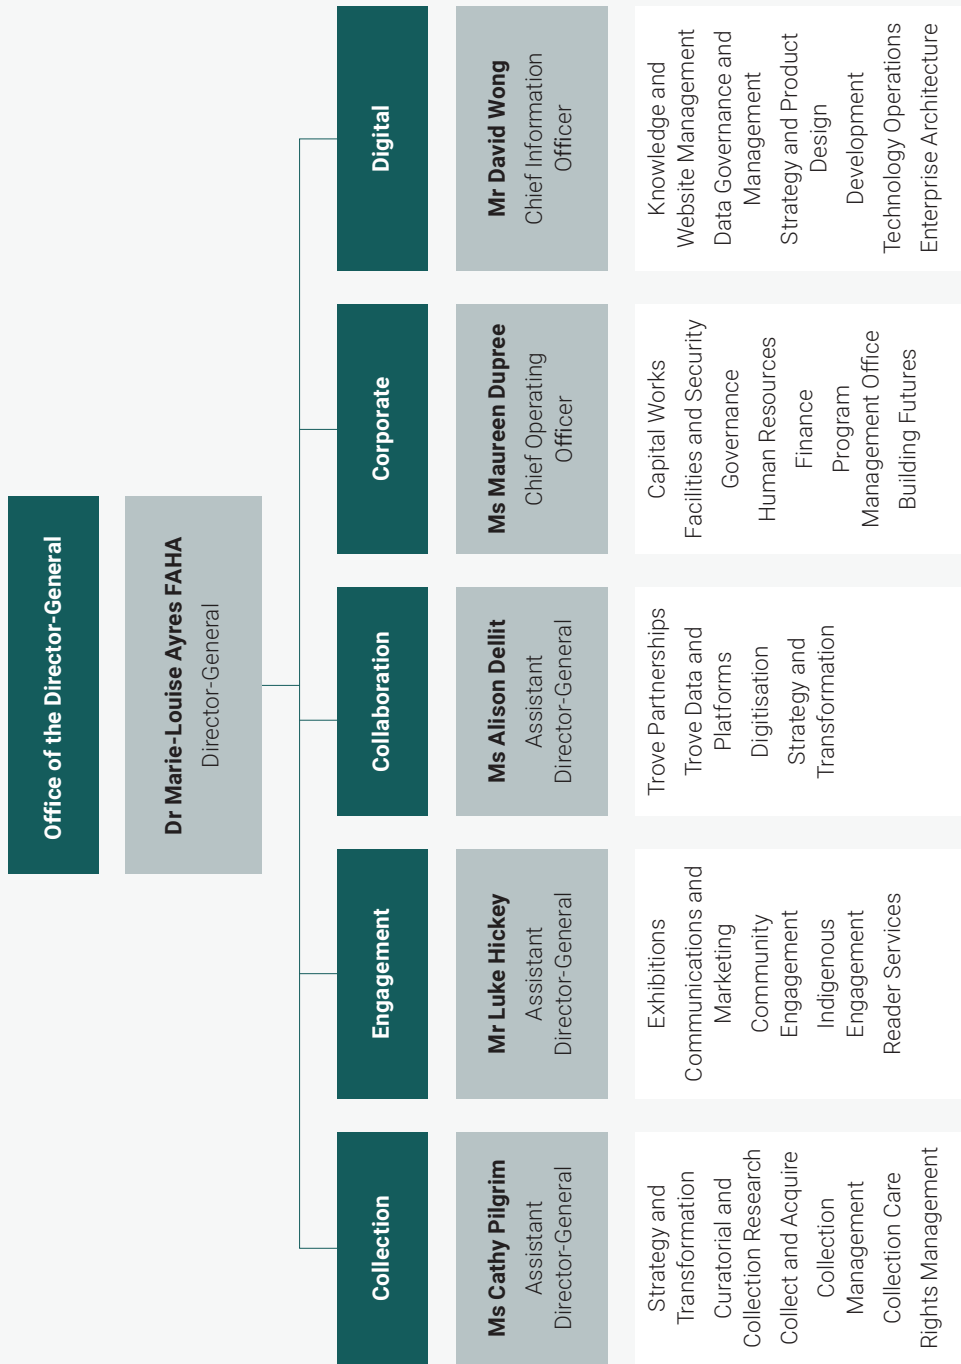 Office of the Director-General
Dr Marie-Louise Ayres FAHA
Director-General
Collection
Ms Cathy Pilgrim
Assistant
Director-General
Strategy and
Transformation
Curatorial and
Collection Research
Collect and Acquire
Collection
Management
Collection Care
Rights Management
Engagement
Mr Luke Hickey
Assistant
Director-General
Exhibitions
Communications and
Marketing
Community
Engagement
Indigenous
Engagement
Reader Services
Collaboration
Ms Alison Dellit
Assistant
Director-General
Trove Partnerships
Trove Data and
Platforms
Digitisation
Strategy and
Transformation
Corporate
Ms Maureen Dupree
Chief Operating
Officer
Capital Works
Facilities and Security
Governance
Human Resources
Finance
Program
Management Office
Building Futures
Digital
Mr David Wong
Chief Information
Officer
Knowledge and
Website Management
Data Governance and
Management
Strategy and Product
Design
Development
Technology Operations
Enterprise Architecture